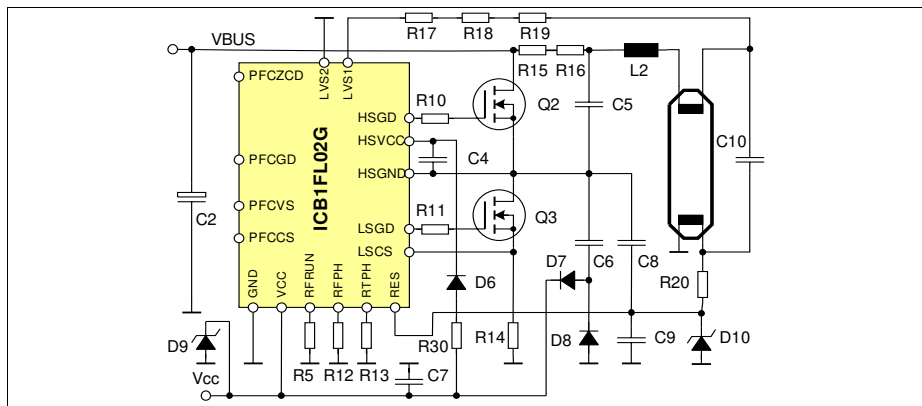 VBUS
R17
R18
R19
PFCZCD
LVS2
LVS1
R15
R16
L2
R10
HSGD
Q2
C5
HSVCC
C4
C10
PFCGD
ICB1FL02G
HSGND
C2
PFCVS
R11
Q3
LSGD
PFCCS
LSCS
D7
C6
C8
D6
R20
GND
VCC
RFRUN
RFPH
RTPH
RES
D9
R30
R14
D8
C9
D10
R5
R12
R13
C7
Vcc